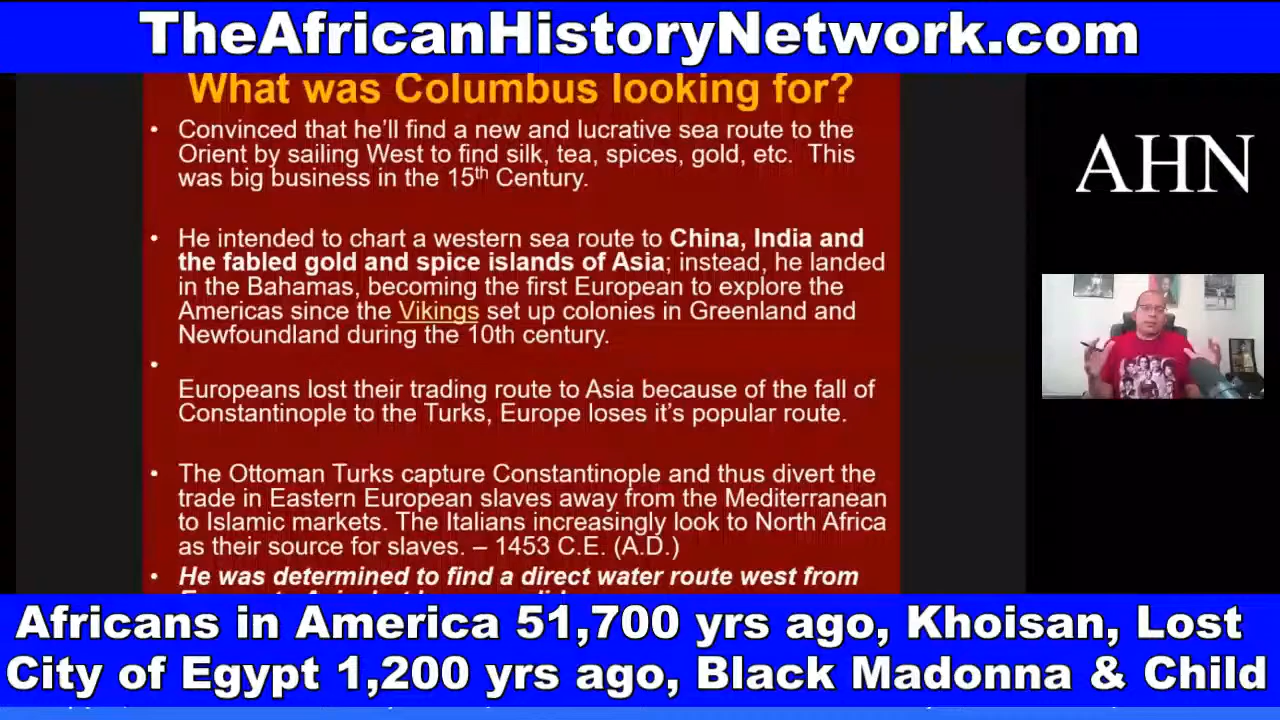 TheAfricanHistoryNetwork.com
What was Columbus looking for?
• Convinced that he'll find a new and lucrative sea route to the
Orient by sailing West to find silk, tea, spices, gold, etc. This
was big business in the 15th Century.
• He intended to chart a western sea route to China, India and
the fabled gold and spice islands of Asia; instead, he landed
in the Bahamas, becoming the first European to explore the
Americas since the Vikings set up colonies in Greenland and
Newfoundland during the 10th century.
•
Europeans lost their trading route to Asia because of the fall of
Constantinople to the Turks, Europe loses it's popular route.
• The Ottoman Turks capture Constantinople and thus divert the
trade in Eastern European slaves away from the Mediterranean
to Islamic markets. The Italians increasingly look to North Africa
as their source for slaves. – 1453 C.E. (A.D.)
• He was determined to find a direct water route west from
AHN
Africans in America 51,700 yrs ago, Khoisan, Lost
City of Egypt 1,200 yrs ago, Black Madonna & Child